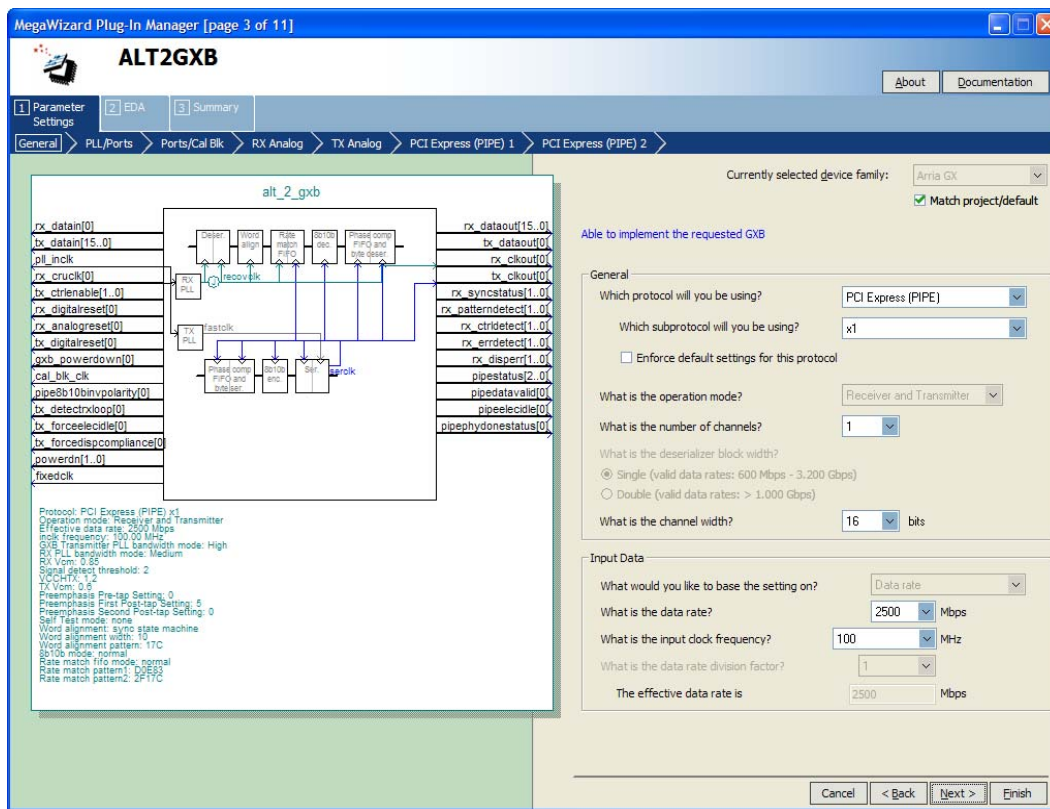 MegaWizard Plug-In Manager [page 3 of 11]
ALT2GXB
About
Documentation
1 Parameter Settings
2 EDA
3 Summary
General
PLL/Ports
Ports/Cal Blk
RX Analog
TX Analog
PCI Express (PIPE) 1
PCI Express (PIPE) 2
alt_2_gxb
rx_datain[0]
tx_datain[15..0]
pll_inclk
rx_cruclk[0]
tx_ctrlenable[1..0]
rx_digitalreset[0]
rx_analogreset[0]
tx_digitalreset[0]
gxb_powerdown[0]
cal_blk_clk
pipe8b10binvpolarity[0]
tx_detectrxloop[0]
tx_forceelecidle[0]
tx_forcedispcompliance[0]
powerdn[1..0]
fixedclk
Deser.
Word align
Rate match FIFO
8b10b dec.
Phase comp FIFO and byte deser.
RX PLL
recovclk
TX PLL
fastclk
Phase comp FIFO and byte ser.
8b10b enc.
Ser.
serclk
rx_dataout[15..0]
tx_dataout[0]
rx_clkout[0]
tx_clkout[0]
rx_syncstatus[1..0]
rx_patterndetect[1..0]
rx_ctrldetect[1..0]
rx_errdetect[1..0]
rx_disperr[1..0]
pipestatus[2..0]
pipedatavalid[0]
pipeelecidle[0]
pipephydonestatus[0]
Protocol: PCI Express (PIPE) x1
Operation mode: Receiver and Transmitter
Effective data rate: 2500 Mbps
inclk frequency: 100.00 MHz
GXB Transmitter PLL bandwidth mode: High
RX PLL bandwidth mode: Medium
RX Vcm: 0.85
Signal detect threshold: 2
VCCHTX: 1.2
TX Vcm: 0.6
Preemphasis Pre-tap Setting: 0
Preemphasis First Post-tap Setting: 5
Preemphasis Second Post-tap Setting: 0
Self Test mode: none
Word alignment: sync state machine
Word alignment width: 10
Word alignment pattern: 17C
8b10b mode: normal
Rate match fifo mode: normal
Rate match pattern1: D0E83
Rate match pattern2: 2F17C
Currently selected device family:
Arria GX
Match project/default
Able to implement the requested GXB
General
Which protocol will you be using?
PCI Express (PIPE)
Which subprotocol will you be using?
x1
Enforce default settings for this protocol
What is the operation mode?
Receiver and Transmitter
What is the number of channels?
1
What is the deserializer block width?
Single (valid data rates: 600 Mbps - 3.200 Gbps)
Double (valid data rates: > 1.000 Gbps)
What is the channel width?
16 bits
Input Data
What would you like to base the setting on?
Data rate
What is the data rate?
2500 Mbps
What is the input clock frequency?
100 MHz
What is the data rate division factor?
1
The effective data rate is
2500 Mbps
Cancel
< Back
Next >
Finish